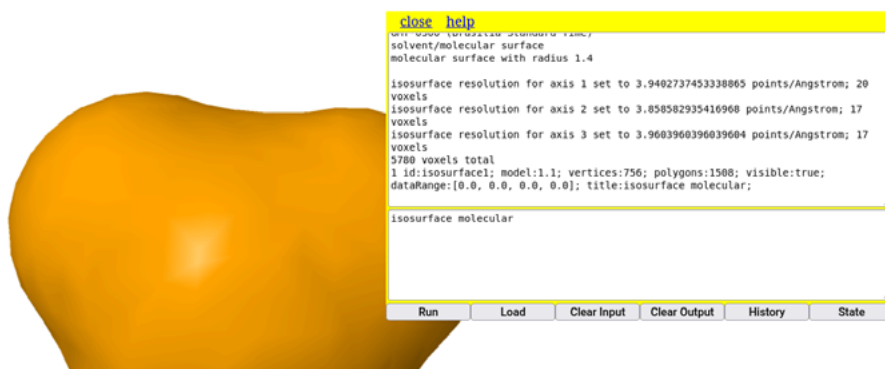 close help
solvent/molecular surface
molecular surface with radius 1.4
isosurface resolution for axis 1 set to 3.9402737453338865 points/Angstrom; 20
voxels
isosurface resolution for axis 2 set to 3.858582935416968 points/Angstrom; 17
voxels
isosurface resolution for axis 3 set to 3.9603960396039604 points/Angstrom; 17
voxels
5780 voxels total
1 id:isosurface1; model:1.1; vertices:756; polygons:1508; visible:true;
dataRange:[0.0, 0.0, 0.0, 0.0]; title:isosurface molecular;
isosurface molecular
Run Load Clear Input Clear Output History State